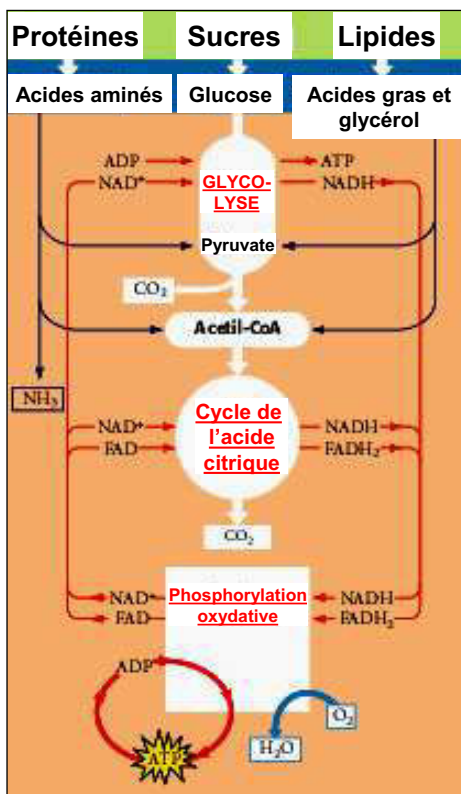 Protéines Sucres Lipides
Acides aminés Glucose Acides gras et
glycérol
ADP ATP
NAD⁺ GLYCO-
LYSE NADH
Pyruvate
CO₂
Acetil-CoA
NH₃
NAD⁺ Cycle de NADH
FAD l'acide FADH₂
citrique
CO₂
NAD⁺ Phosphorylation NADH
FAD oxydative FADH₂
ADP
O₂
H₂O
ATP